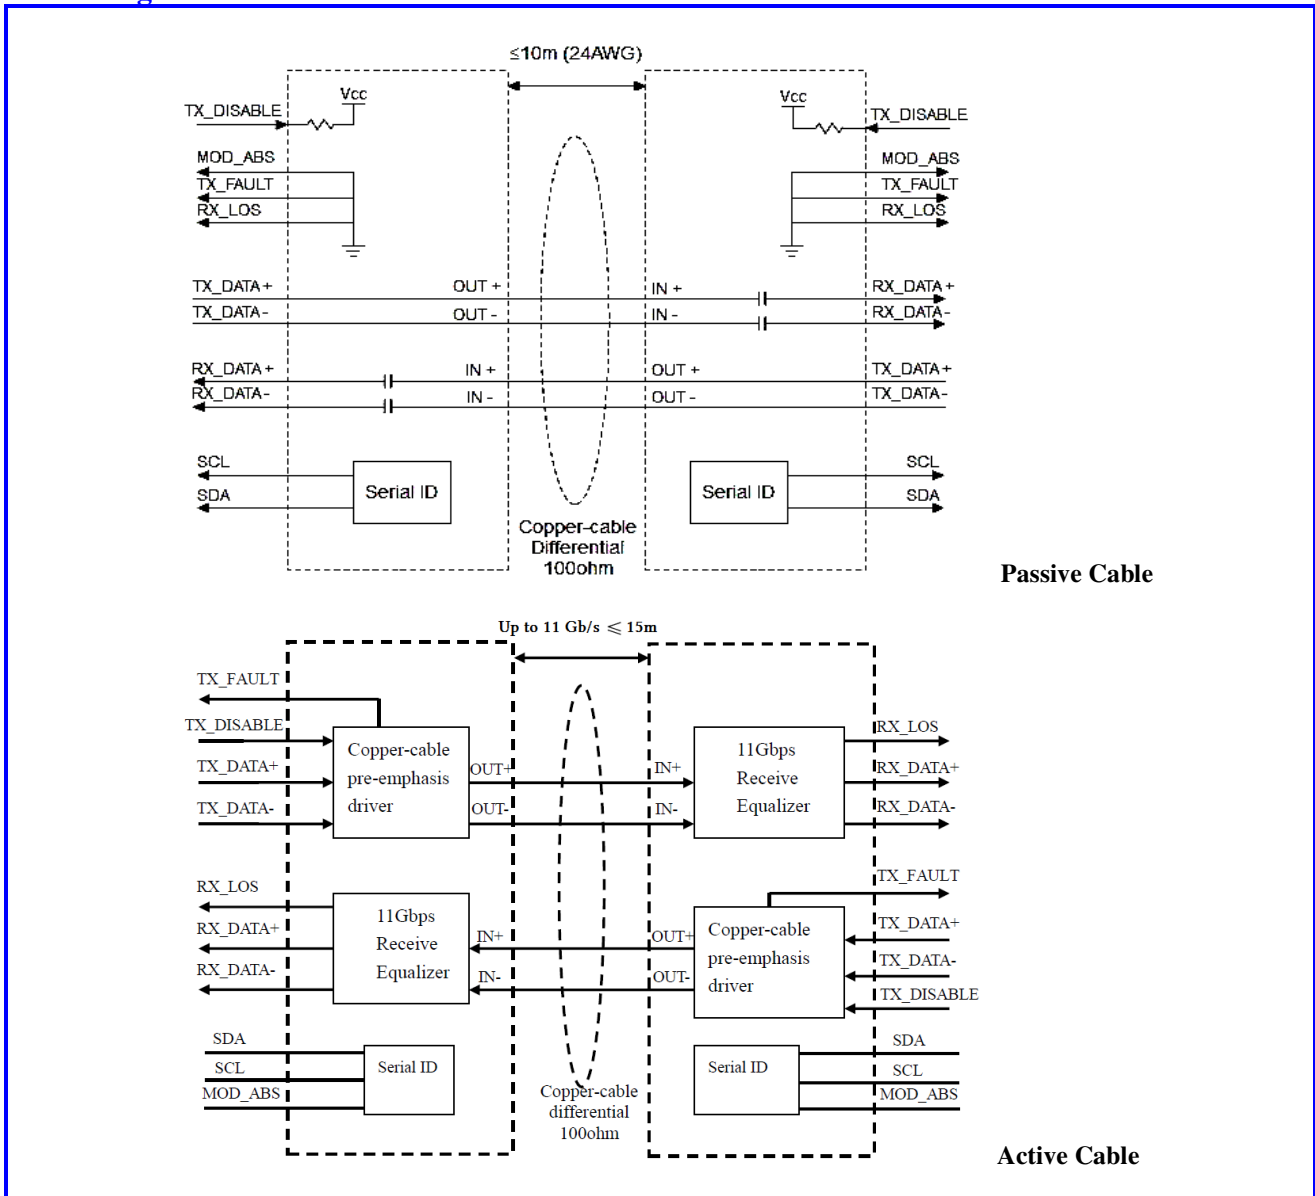 ≤10m (24AWG)
Vcc
Vcc
TX_DISABLE
TX_DISABLE
MOD_ABS
MOD_ABS
TX_FAULT
TX_FAULT
RX_LOS
RX_LOS
TX_DATA+
OUT +
IN +
RX_DATA+
TX_DATA-
OUT -
IN -
RX_DATA-
RX_DATA+
IN +
OUT +
TX_DATA+
RX_DATA-
IN -
OUT -
TX_DATA-
SCL
SCL
Serial ID
Serial ID
SDA
SDA
Copper-cable
Differential
100ohm
Passive Cable
Up to 11 Gb/s ≤ 15m
TX_FAULT
TX_DISABLE
RX_LOS
Copper-cable
pre-emphasis
driver
11Gbps
Receive
Equalizer
TX_DATA+
OUT+
IN+
RX_DATA+
TX_DATA-
OUT-
IN-
RX_DATA-
RX_LOS
TX_FAULT
11Gbps
Receive
Equalizer
Copper-cable
pre-emphasis
driver
RX_DATA+
IN+
OUT+
TX_DATA+
RX_DATA-
IN-
OUT-
TX_DATA-
TX_DISABLE
SDA
SDA
SCL
Serial ID
Serial ID
SCL
MOD_ABS
MOD_ABS
Copper-cable
differential
100ohm
Active Cable